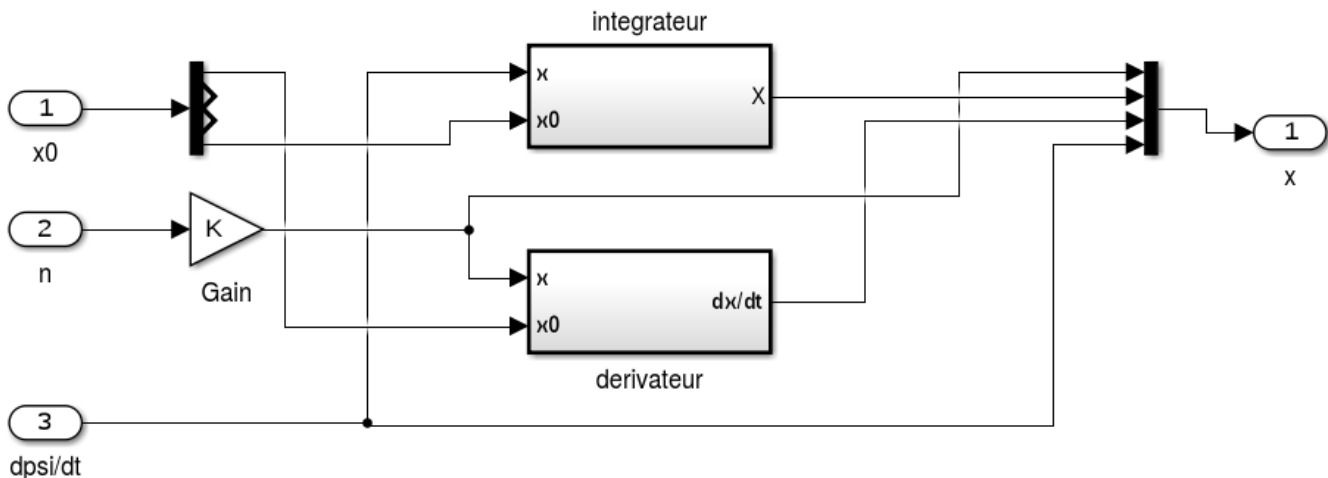 integrateur
1
x
x0
X
1
x0
x
2
K
n
x
x0
dx/dt
Gain
derivateur
3
dpsi/dt